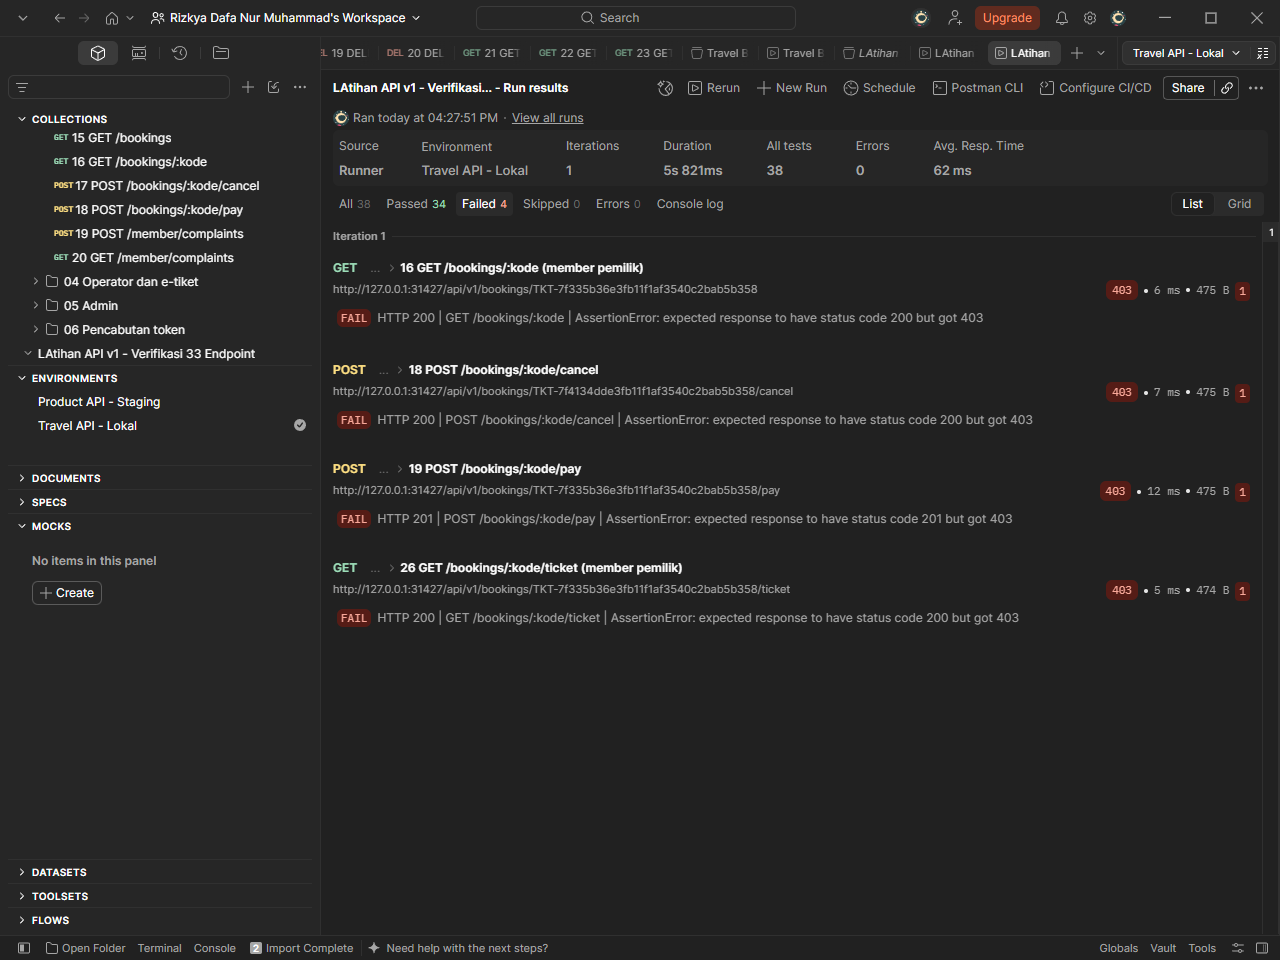 Rizkya Dafa Nur Muhammad's Workspace
Search
Upgrade
19 DEL
DEL 20 DEL
GET 21 GET
GET 22 GET
GET 23 GET
Travel B
Travel B
LAtihan
LAtihan
LAtihan
Travel API - Lokal
LAtihan API v1 - Verifikasi... - Run results
Rerun
New Run
Schedule
Postman CLI
Configure CI/CD
Share
Ran today at 04:27:51 PM · View all runs
Source Environment Iterations Duration All tests Errors Avg. Resp. Time
Runner Travel API - Lokal 1 5s 821ms 38 0 62 ms
All 38 Passed 34 Failed 4 Skipped 0 Errors 0 Console log
List Grid
Iteration 1
1
GET ... > 16 GET /bookings/:kode (member pemilik)
http://127.0.0.1:31427/api/v1/bookings/TKT-7f335b36e3fb11f1af3540c2bab5b358
403 • 6 ms • 475 B 1
FAIL HTTP 200 | GET /bookings/:kode | AssertionError: expected response to have status code 200 but got 403
POST ... > 18 POST /bookings/:kode/cancel
http://127.0.0.1:31427/api/v1/bookings/TKT-7f4134dde3fb11f1af3540c2bab5b358/cancel
403 • 7 ms • 475 B 1
FAIL HTTP 200 | POST /bookings/:kode/cancel | AssertionError: expected response to have status code 200 but got 403
POST ... > 19 POST /bookings/:kode/pay
http://127.0.0.1:31427/api/v1/bookings/TKT-7f335b36e3fb11f1af3540c2bab5b358/pay
403 • 12 ms • 475 B 1
FAIL HTTP 201 | POST /bookings/:kode/pay | AssertionError: expected response to have status code 201 but got 403
GET ... > 26 GET /bookings/:kode/ticket (member pemilik)
http://127.0.0.1:31427/api/v1/bookings/TKT-7f335b36e3fb11f1af3540c2bab5b358/ticket
403 • 5 ms • 474 B 1
FAIL HTTP 200 | GET /bookings/:kode/ticket | AssertionError: expected response to have status code 200 but got 403
COLLECTIONS
GET 15 GET /bookings
GET 16 GET /bookings/:kode
POST 17 POST /bookings/:kode/cancel
POST 18 POST /bookings/:kode/pay
POST 19 POST /member/complaints
GET 20 GET /member/complaints
04 Operator dan e-tiket
05 Admin
06 Pencabutan token
LAtihan API v1 - Verifikasi 33 Endpoint
ENVIRONMENTS
Product API - Staging
Travel API - Lokal
DOCUMENTS
SPECS
MOCKS
No items in this panel
Create
DATASETS
TOOLSETS
FLOWS
Open Folder
Terminal
Console
2 Import Complete
Need help with the next steps?
Globals
Vault
Tools